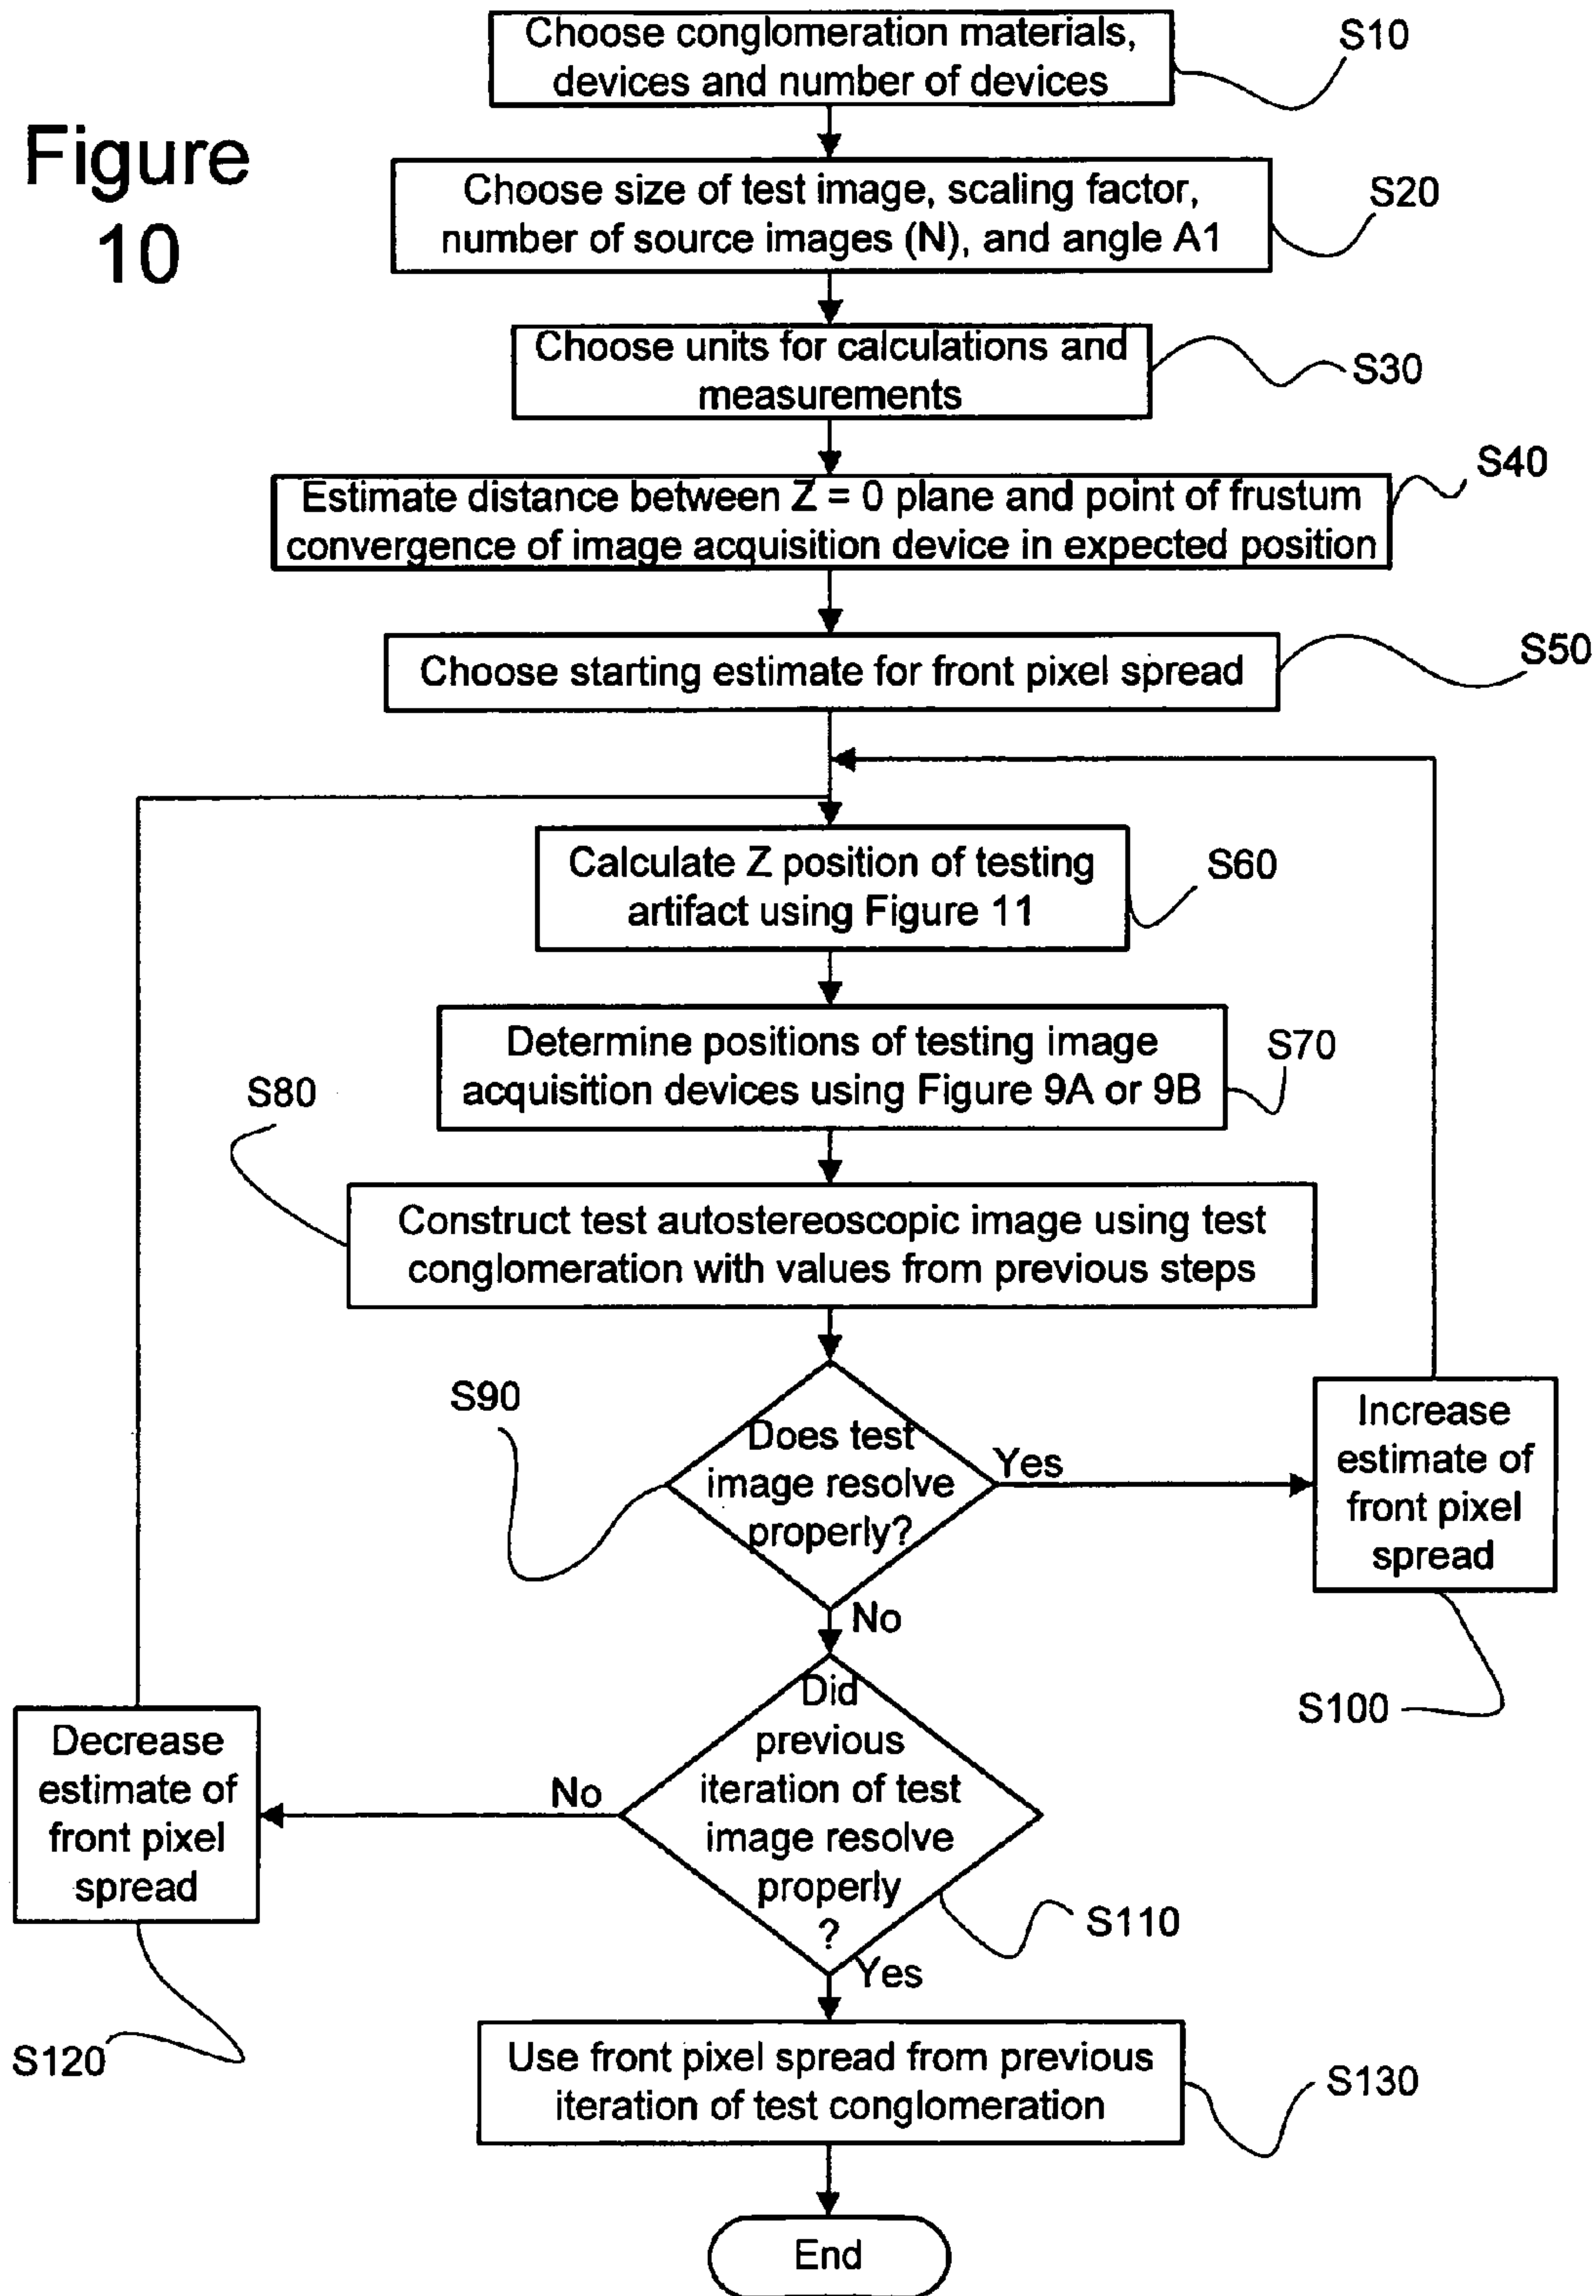 Figure
10
Choose conglomeration materials,
devices and number of devices
S10
Choose size of test image, scaling factor,
number of source images (N), and angle A1
S20
Choose units for calculations and
measurements
S30
Estimate distance between Z = 0 plane and point of frustum
convergence of image acquisition device in expected position
S40
Choose starting estimate for front pixel spread
S50
Calculate Z position of testing
artifact using Figure 11
S60
Determine positions of testing image
acquisition devices using Figure 9A or 9B
S70
S80
Construct test autostereoscopic image using test
conglomeration with values from previous steps
S90
Does test
image resolve
properly?
Yes
No
Increase
estimate of
front pixel
spread
S100
Did
previous
iteration of test
image resolve
properly
?
No
Yes
S110
Decrease
estimate of
front pixel
spread
S120
Use front pixel spread from previous
iteration of test conglomeration
S130
End